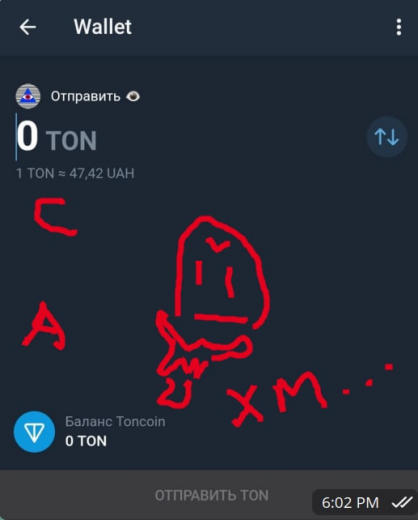 Wallet
Отправить 👁
0 TON
1 TON ≈ 47,42 UAH
С
А
ХМ...
Баланс Toncoin
0 TON
ОТПРАВИТЬ TON
6:02 PM